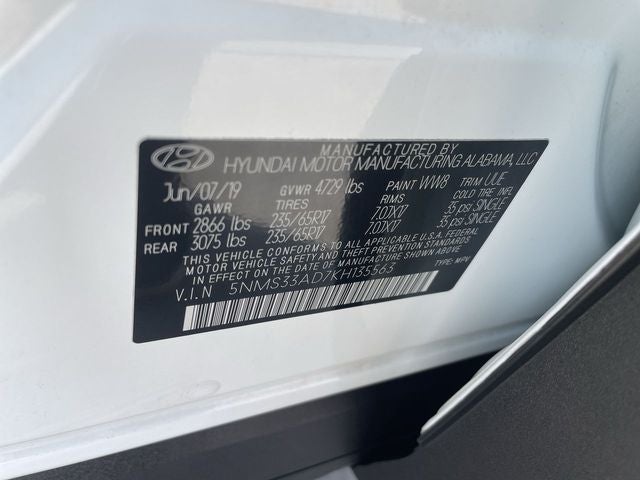 MANUFACTURED BY
HYUNDAI MOTOR MANUFACTURING ALABAMA, LLC
Jun/07/19 GVWR 4729 lbs PAINT WW8 TRIM UUE
GAWR TIRES RIMS COLD TIRE INFL.
FRONT 2866 lbs 235/65R17 7.0JX17 35 psi SINGLE
REAR 3075 lbs 235/65R17 7.0JX17 35 psi SINGLE
THIS VEHICLE CONFORMS TO ALL APPLICABLE U.S. FEDERAL
MOTOR VEHICLE SAFETY AND THEFT PREVENTION STANDARDS
IN EFFECT ON THE DATE OF MANUFACTURE SHOWN ABOVE.
V.I.N 5NMS33AD7KH135563 TYPE: MPV